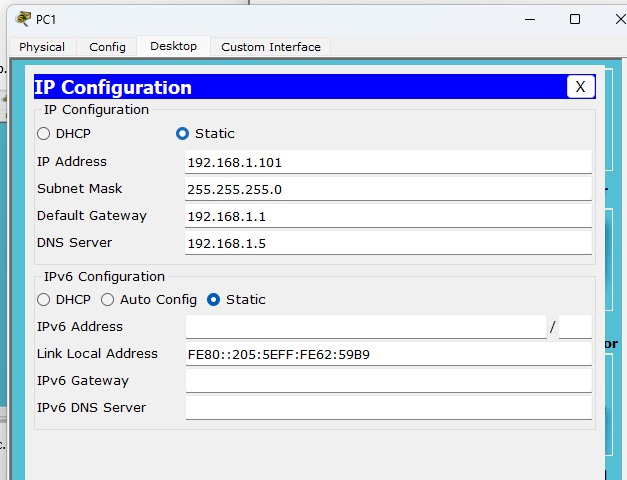 PC1
Physical Config Desktop Custom Interface
IP Configuration X
IP Configuration
DHCP Static
IP Address 192.168.1.101
Subnet Mask 255.255.255.0
Default Gateway 192.168.1.1
DNS Server 192.168.1.5
IPv6 Configuration
DHCP Auto Config Static
IPv6 Address /
Link Local Address FE80::205:5EFF:FE62:59B9
IPv6 Gateway
IPv6 DNS Server